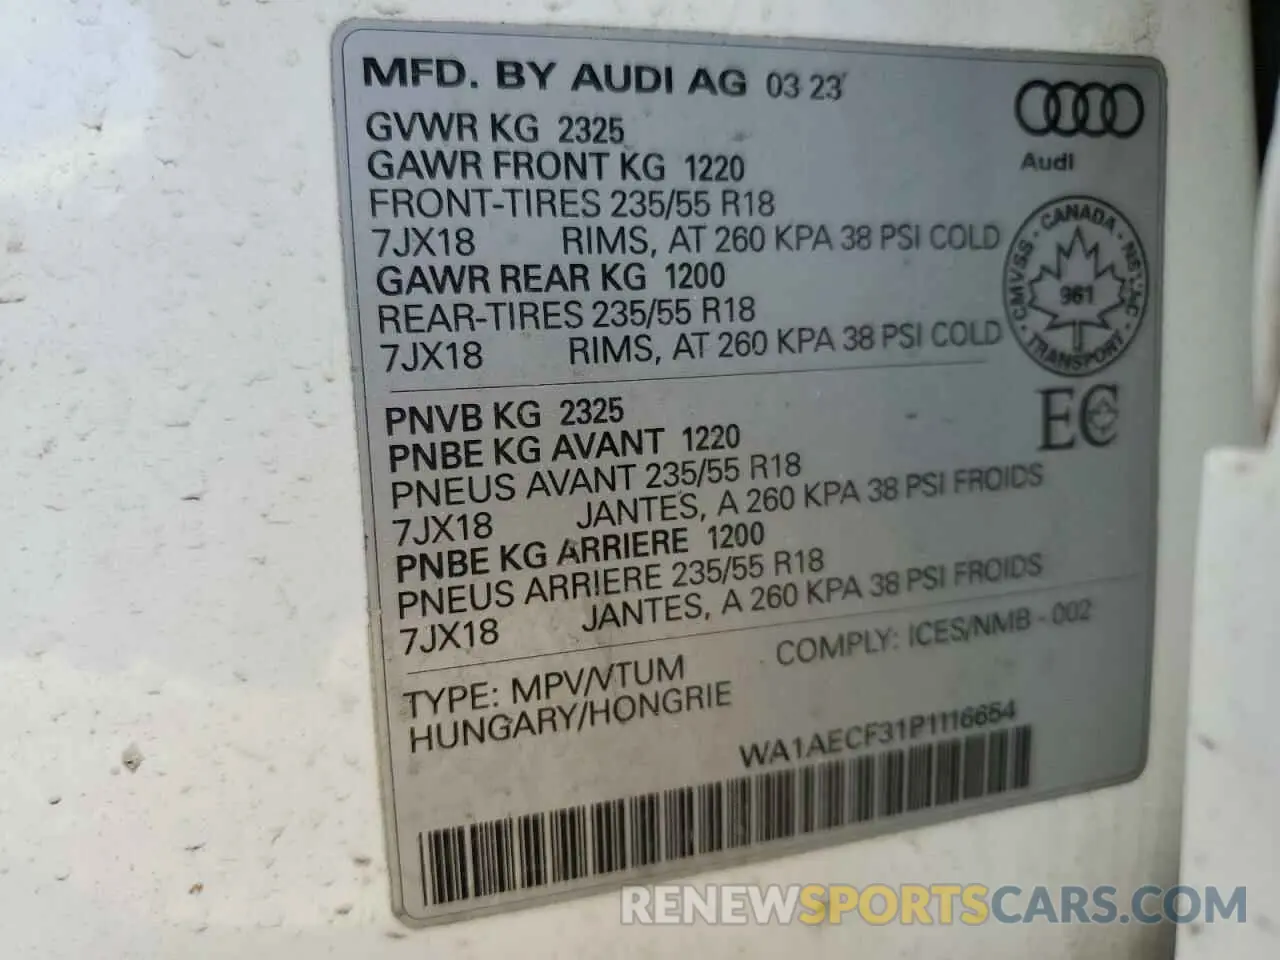 MFD. BY AUDI AG 03 23
GVWR KG 2325
GAWR FRONT KG 1220
FRONT-TIRES 235/55 R18
7JX18 RIMS, AT 260 KPA 38 PSI COLD
GAWR REAR KG 1200
REAR-TIRES 235/55 R18
7JX18 RIMS, AT 260 KPA 38 PSI COLD
Audi
CMVSS - CANADA - NSVAC - TRANSPORT
961
EC
PNVB KG 2325
PNBE KG AVANT 1220
PNEUS AVANT 235/55 R18
7JX18 JANTES, A 260 KPA 38 PSI FROIDS
PNBE KG ARRIERE 1200
PNEUS ARRIERE 235/55 R18
7JX18 JANTES, A 260 KPA 38 PSI FROIDS
TYPE: MPV/VTUM COMPLY: ICES/NMB - 002
HUNGARY/HONGRIE
WA1AECF31P1116654
RENEWSPORTSCARS.COM